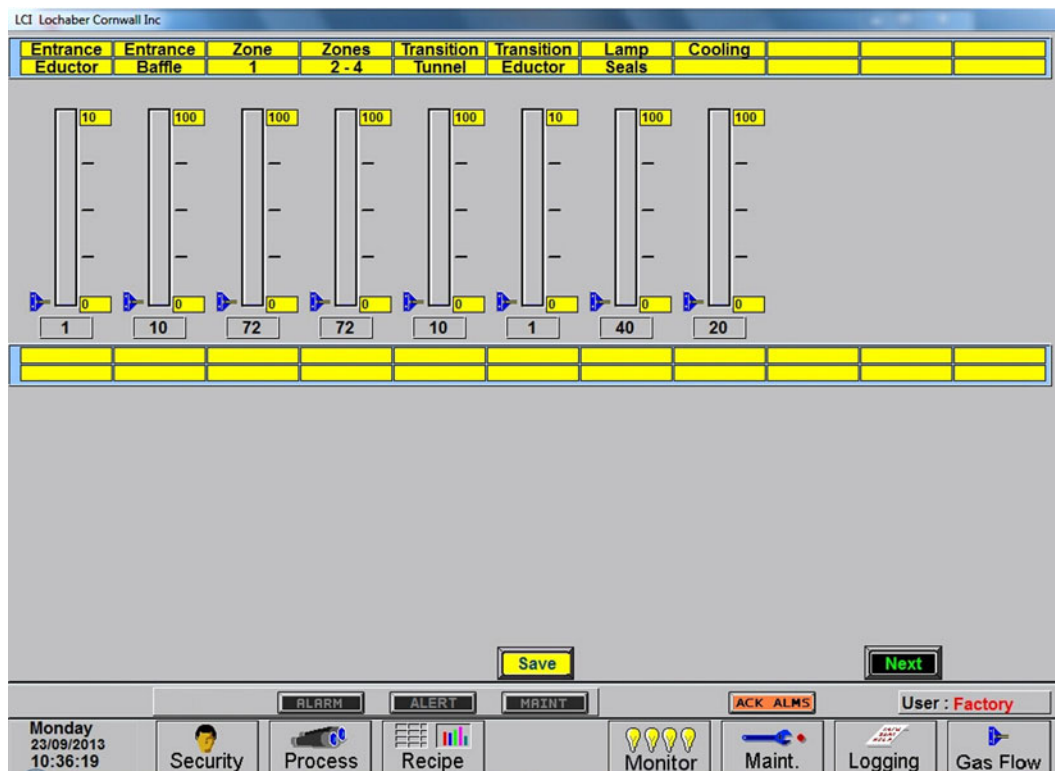 LCI Lochaber Cornwall Inc
Entrance Entrance Zone Zones Transition Transition Lamp Cooling
Eductor Baffle 1 2 - 4 Tunnel Eductor Seals
10 100 100 100 100 10 100 100
0 0 0 0 0 0 0 0
1 10 72 72 10 1 40 20
Save Next
ALARM ALERT MAINT ACK ALMS User : Factory
Monday
23/09/2013
10:36:19 Security Process Recipe Monitor Maint. Logging Gas Flow